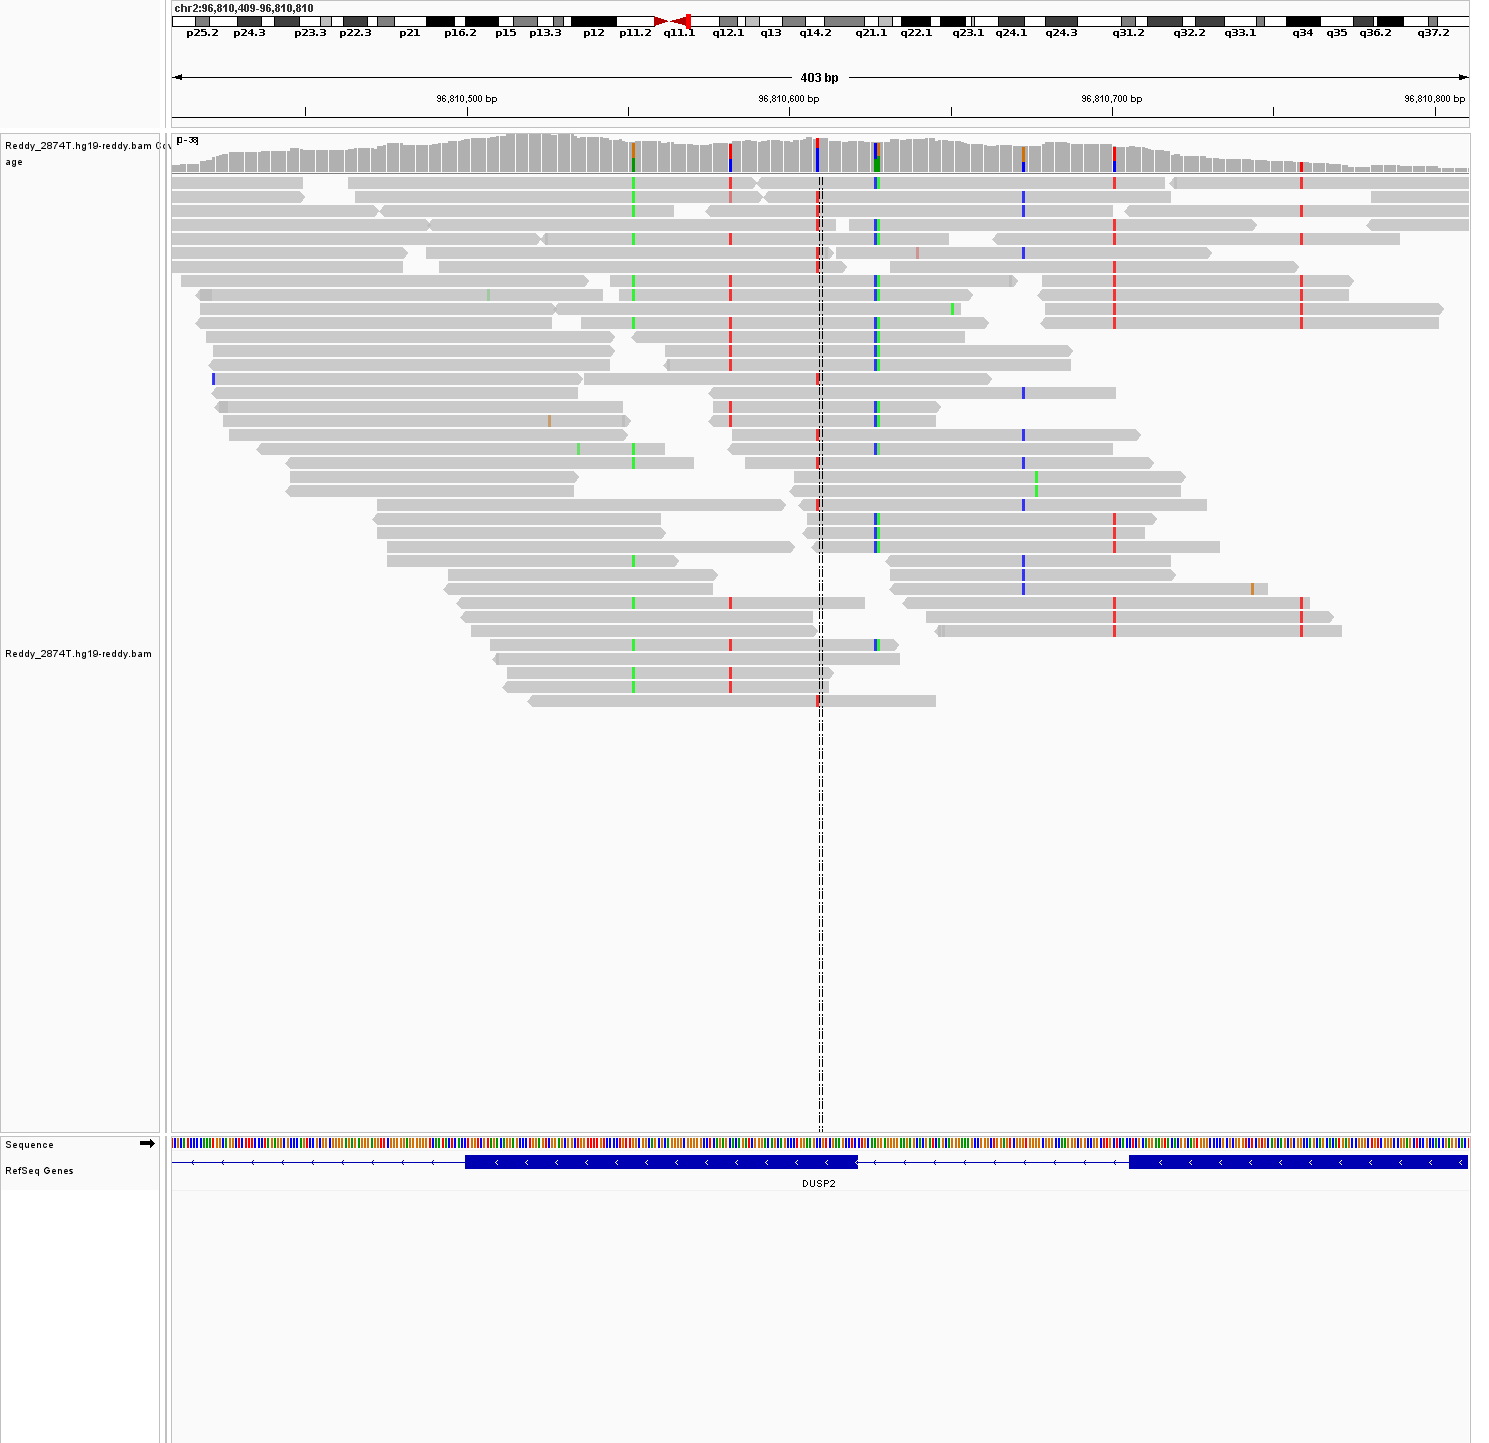 chr2:96,810,409-96,810,810
p25.2 p24.3 p23.3 p22.3 p21 p16.2 p15 p13.3 p12 p11.2 q11.1 q12.1 q13 q14.2 q21.1 q22.1 q23.1 q24.1 q24.3 q31.2 q32.2 q33.1 q34 q35 q36.2 q37.2
403 bp
96,810,500 bp 96,810,600 bp 96,810,700 bp 96,810,800 bp
Reddy_2874T.hg19-reddy.bam Cov
age
[0 - 38]
Reddy_2874T.hg19-reddy.bam
Sequence
RefSeq Genes
DUSP2